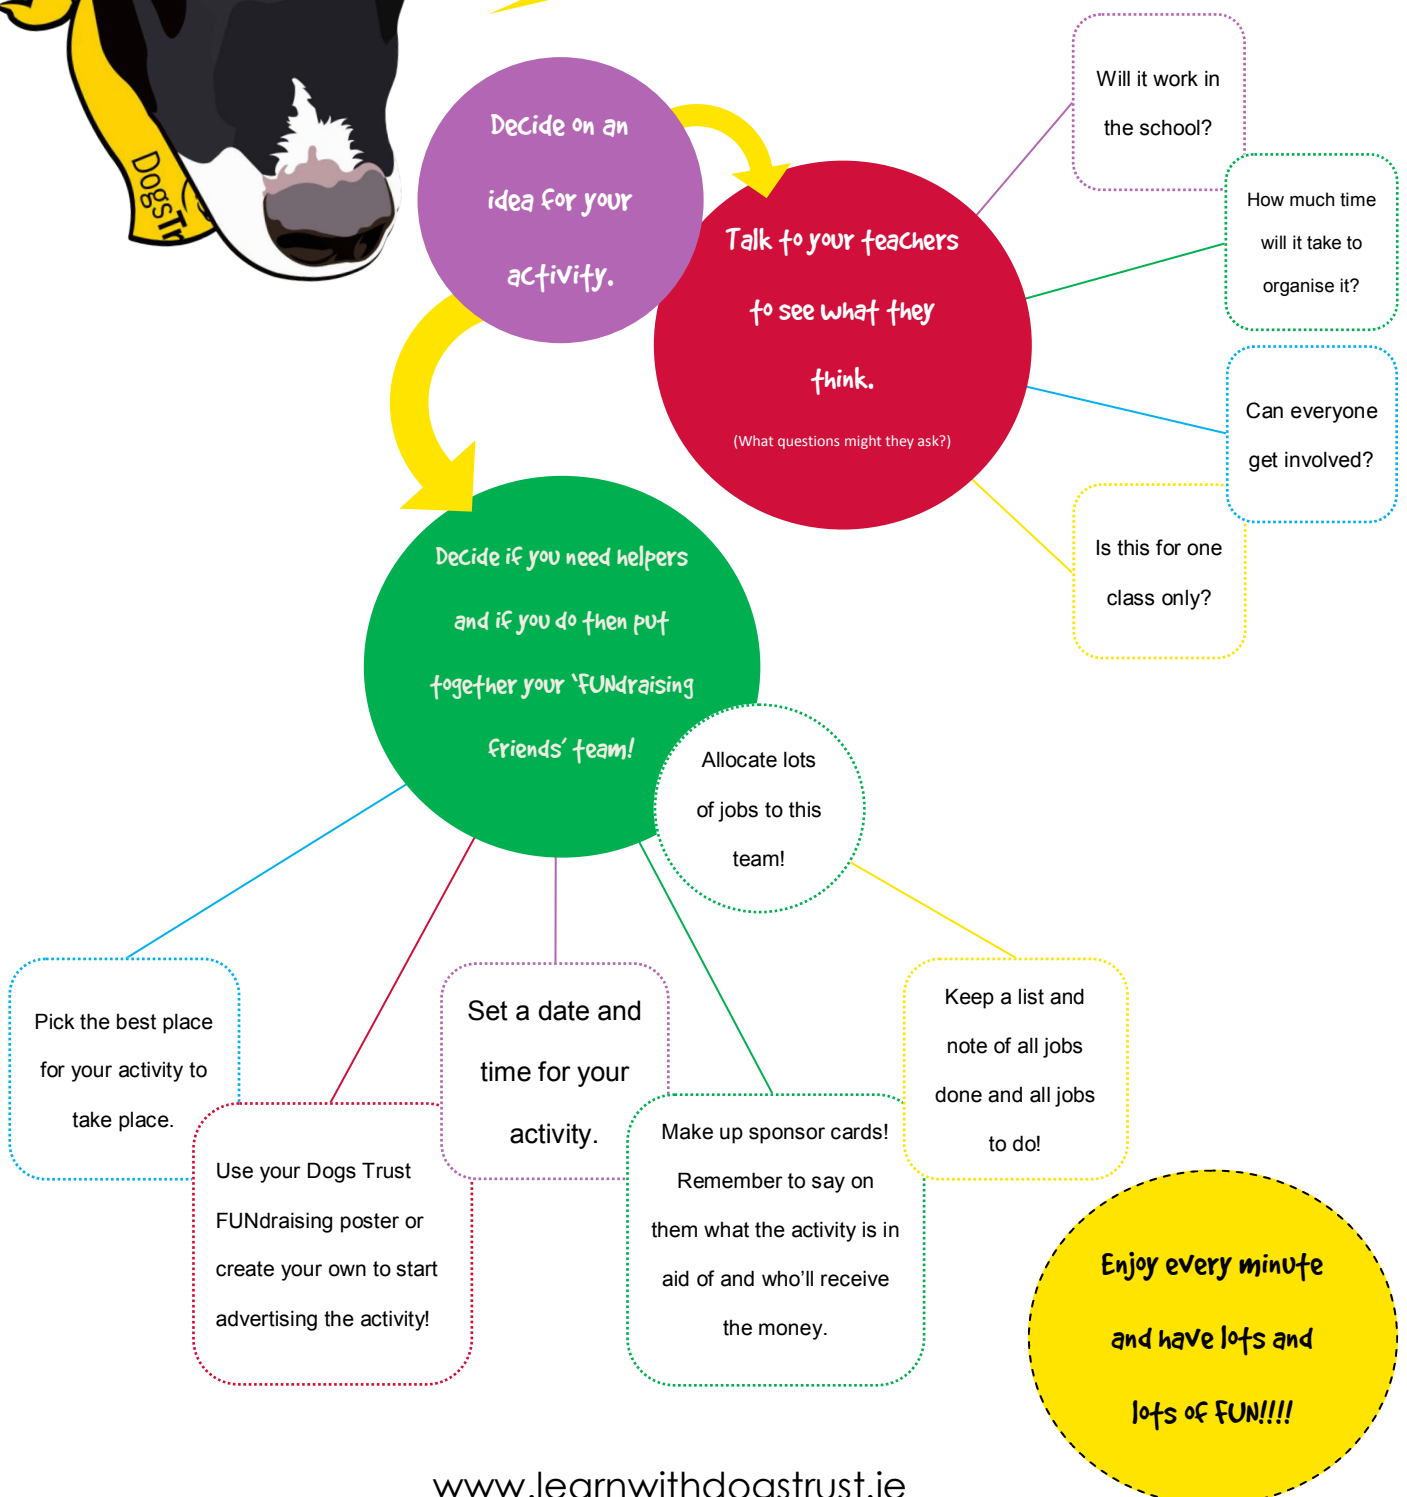 DogsTr
Decide on an
idea for your
activity.
Talk to your teachers
to see what they
think.
(What questions might they ask?)
Will it work in
the school?
How much time
will it take to
organise it?
Can everyone
get involved?
Is this for one
class only?
Decide if you need helpers
and if you do then put
together your ‘FUNdraising
friends’ team!
Allocate lots
of jobs to this
team!
Pick the best place
for your activity to
take place.
Use your Dogs Trust
FUNdraising poster or
create your own to start
advertising the activity!
Set a date and
time for your
activity.
Make up sponsor cards!
Remember to say on
them what the activity is in
aid of and who’ll receive
the money.
Keep a list and
note of all jobs
done and all jobs
to do!
Enjoy every minute
and have lots and
lots of FUN!!!!
www.learnwithdogstrust.ie